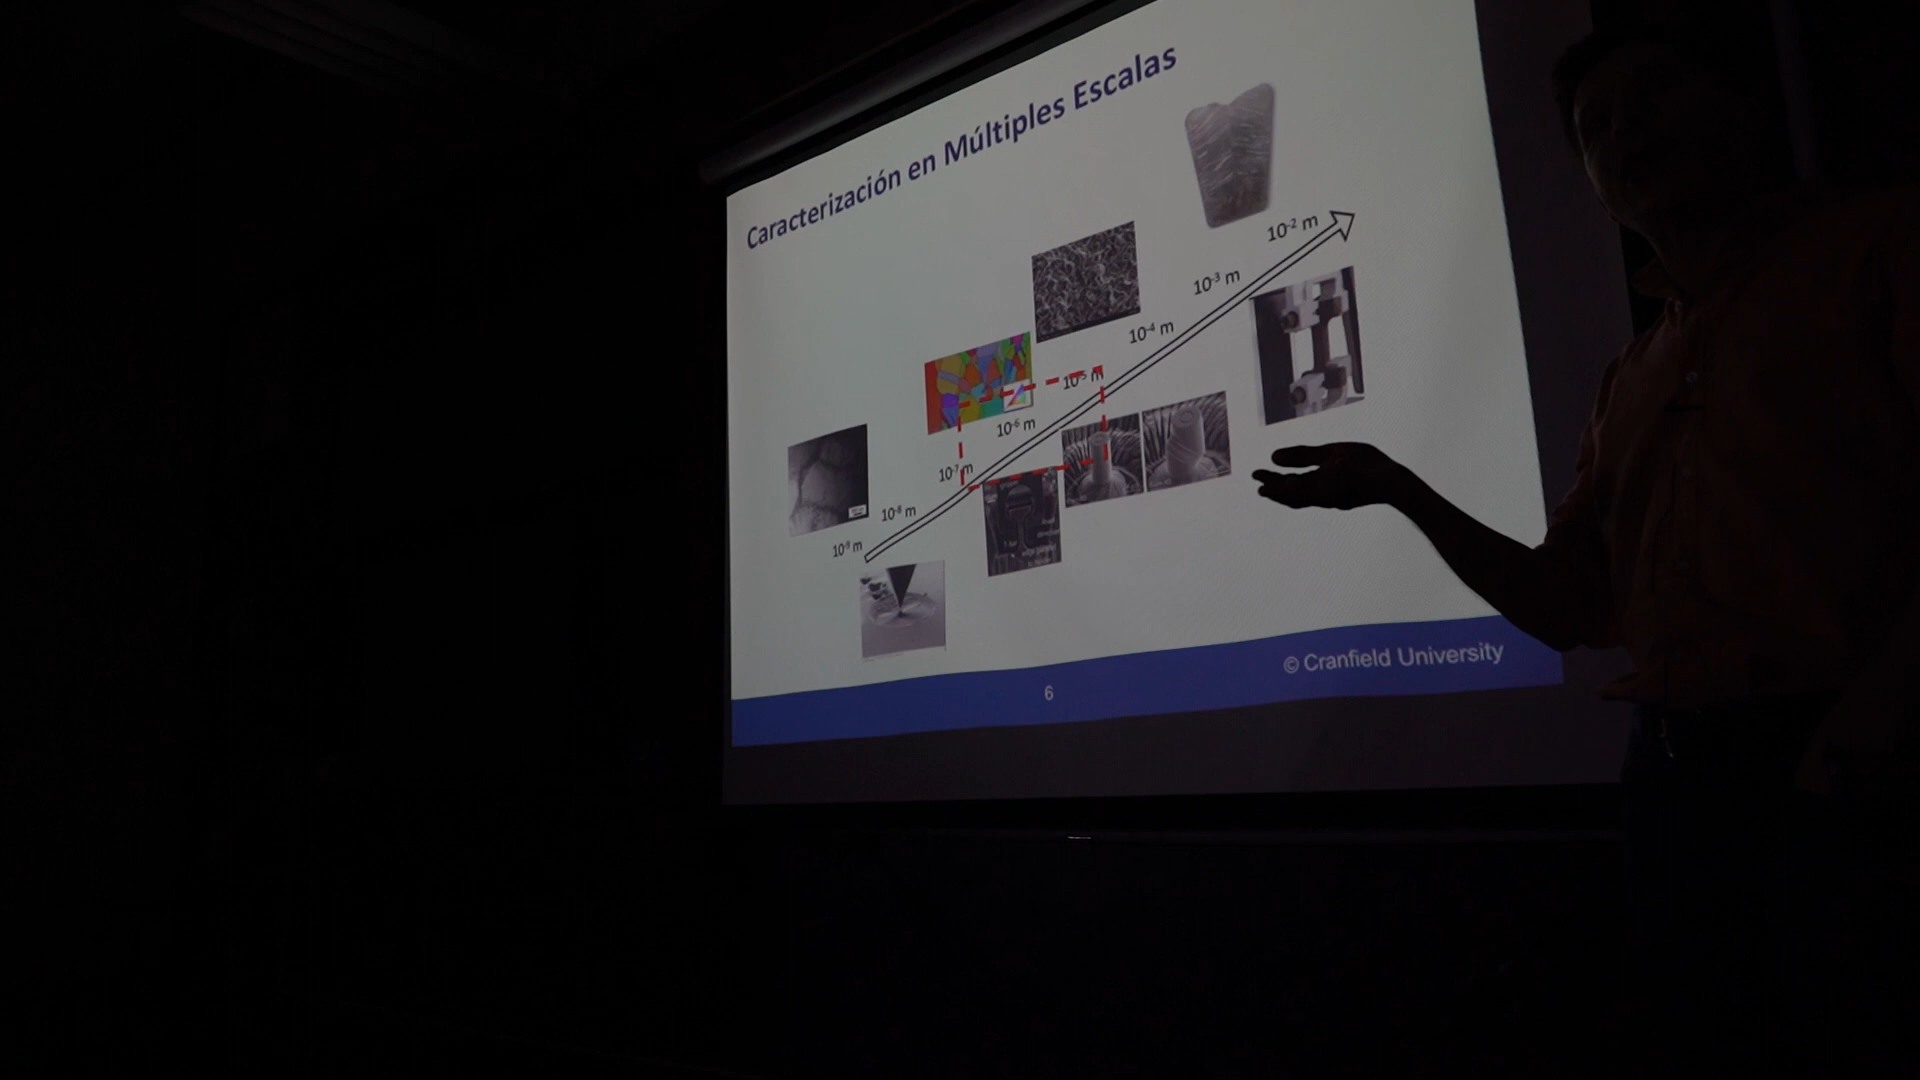 Caracterización en Múltiples Escalas
10⁻² m
10⁻³ m
10⁻⁴ m
10⁻⁵ m
10⁻⁶ m
10⁻⁷ m
10⁻⁸ m
10⁻⁹ m
© Cranfield University
6